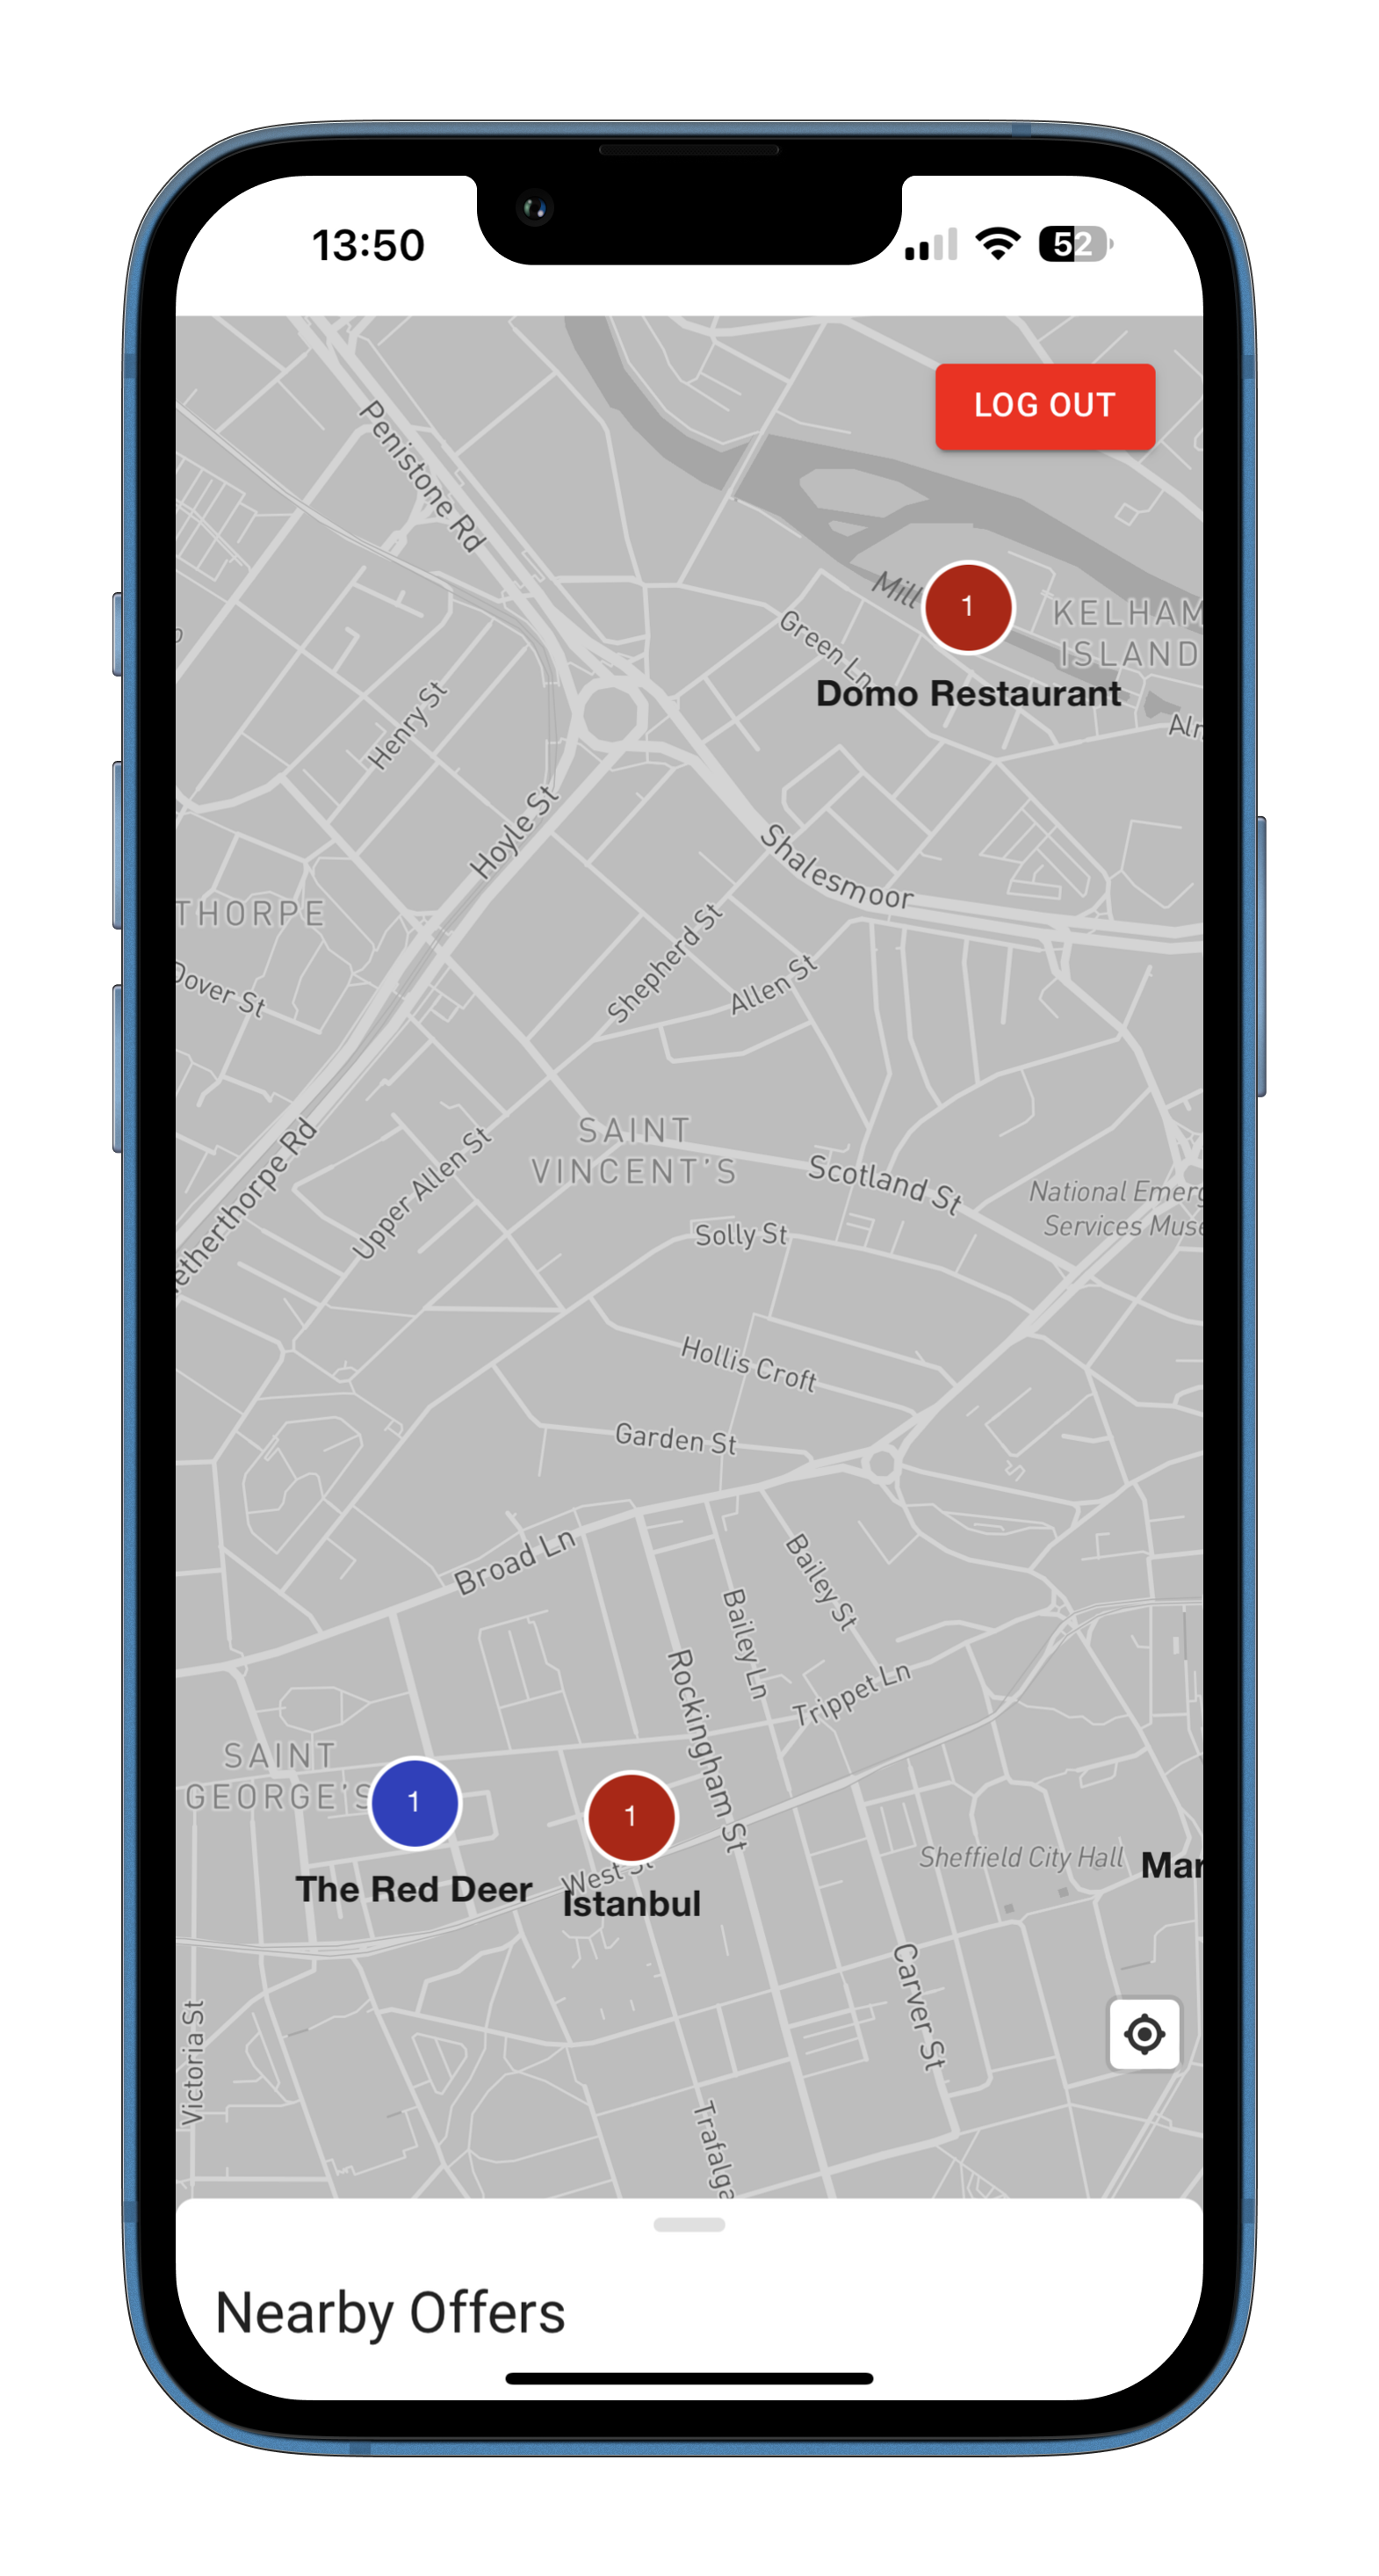 13:50
52
LOG OUT
Penistone Rd
Mill
1
KELHAM
ISLAND
Green Ln
Domo Restaurant
Henry St
Hoyle St
Shalesmoor
THORPE
Shepherd St
Allen St
Dover St
SAINT
VINCENT'S
Upper Allen St
Scotland St
National Emerg
Services Muse
etherthorpe Rd
Solly St
Hollis Croft
Garden St
Broad Ln
Bailey St
Bailey Ln
Rockingham St
Trippet Ln
SAINT
GEORGE'S
1
The Red Deer
1
West St
Istanbul
Sheffield City Hall
Mar
Carver St
Victoria St
Trafalga
Nearby Offers